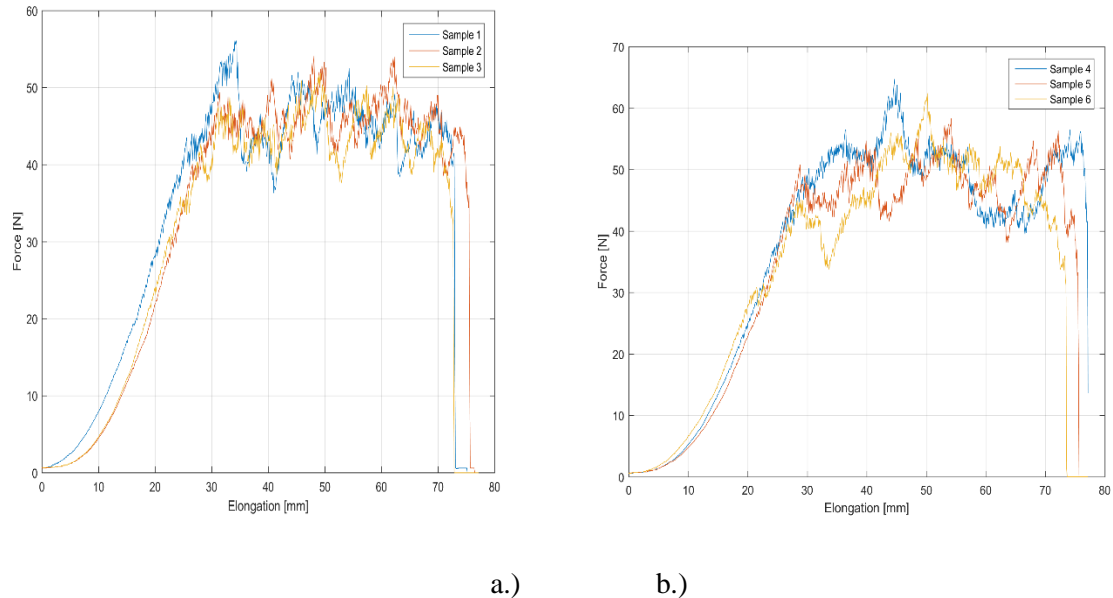 60
50
40
30
20
10
0
Force [N]
Sample 1
Sample 2
Sample 3
0 10 20 30 40 50 60 70 80
Elongation [mm]
70
60
50
40
30
20
10
0
Force [N]
Sample 4
Sample 5
Sample 6
0 10 20 30 40 50 60 70 80
Elongation [mm]
a.) b.)